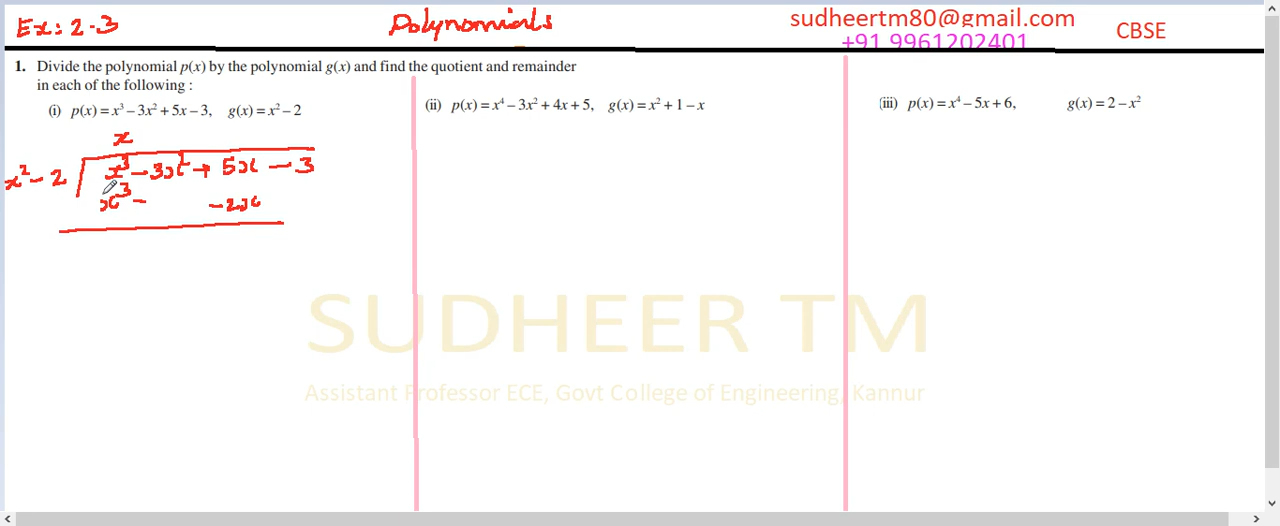 Ex: 2-3 Polynomials sudheertm80@gmail.com CBSE
+91 9961202401
1. Divide the polynomial p(x) by the polynomial g(x) and find the quotient and remainder
in each of the following :
(i) p(x) = x³ – 3x² + 5x – 3, g(x) = x² – 2
(ii) p(x) = x⁴ – 3x² + 4x + 5, g(x) = x² + 1 – x
(iii) p(x) = x⁴ – 5x + 6, g(x) = 2 – x²
x
x² - 2 x³ - 3x² + 5x - 3
x³ - - 2x
SUDHEER TM
Assistant Professor ECE, Govt College of Engineering, Kannur